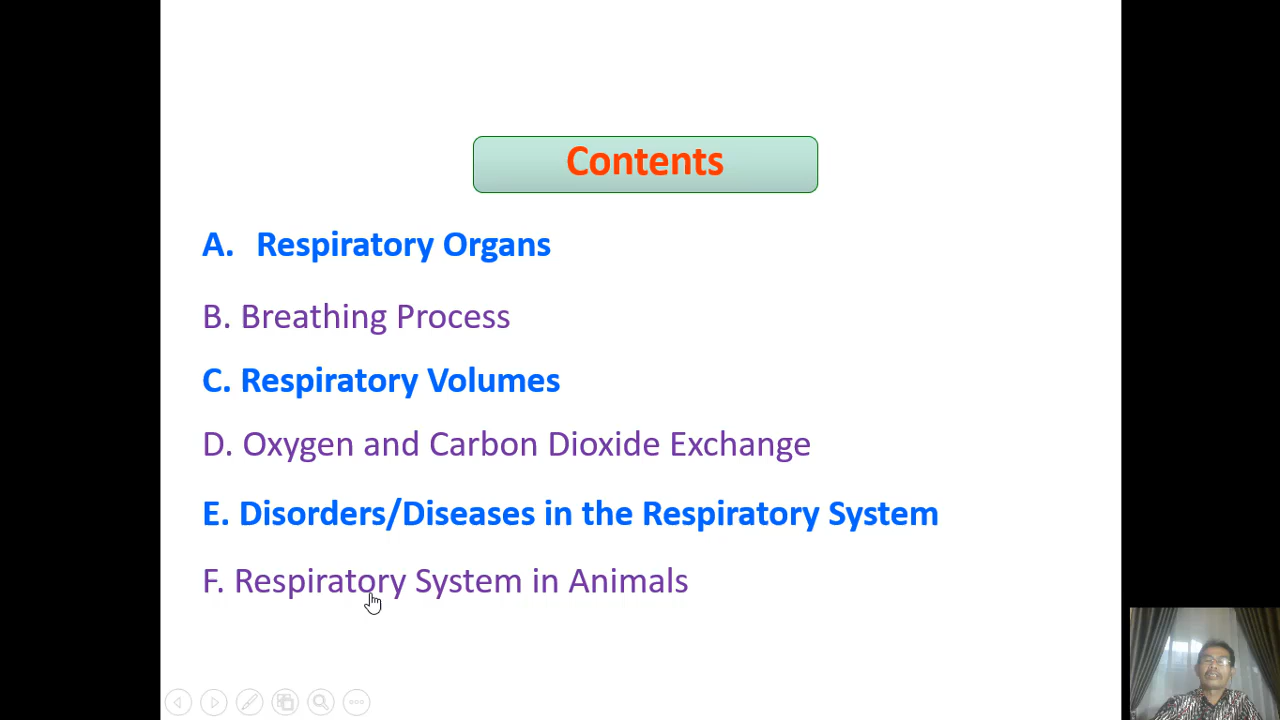 Contents
A. Respiratory Organs
B. Breathing Process
C. Respiratory Volumes
D. Oxygen and Carbon Dioxide Exchange
E. Disorders/Diseases in the Respiratory System
F. Respiratory System in Animals